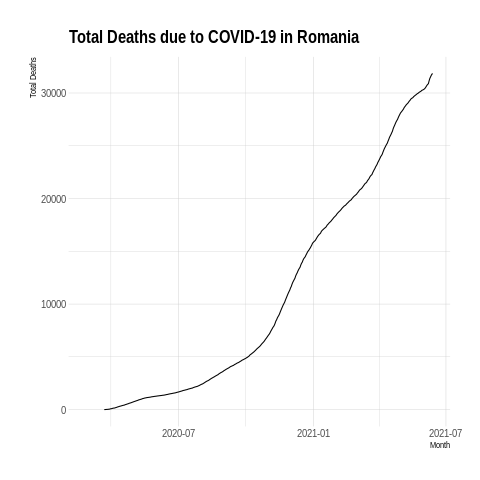 Total Deaths due to COVID-19 in Romania
Total Deaths
30000
20000
10000
0
2020-07
2021-01
2021-07
Month